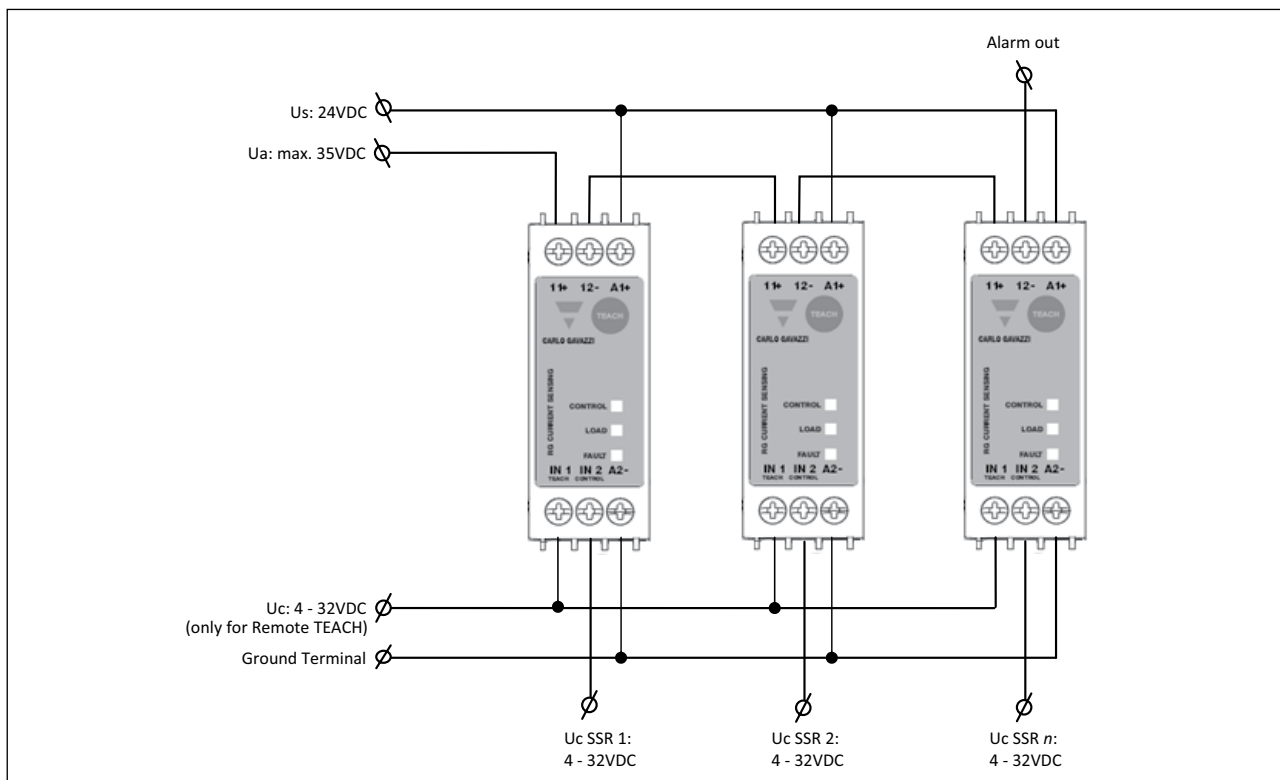 Alarm out
Us: 24VDC
Ua: max. 35VDC
11+ 12- A1+
TEACH
CARLO GAVAZZI
RG CURRENT SENSING
CONTROL
LOAD
FAULT
IN 1 IN 2 A2-
TEACH CONTROL
11+ 12- A1+
TEACH
CARLO GAVAZZI
RG CURRENT SENSING
CONTROL
LOAD
FAULT
IN 1 IN 2 A2-
TEACH CONTROL
11+ 12- A1+
TEACH
CARLO GAVAZZI
RG CURRENT SENSING
CONTROL
LOAD
FAULT
IN 1 IN 2 A2-
TEACH CONTROL
Uc: 4 - 32VDC
(only for Remote TEACH)
Ground Terminal
Uc SSR 1:
4 - 32VDC
Uc SSR 2:
4 - 32VDC
Uc SSR n:
4 - 32VDC